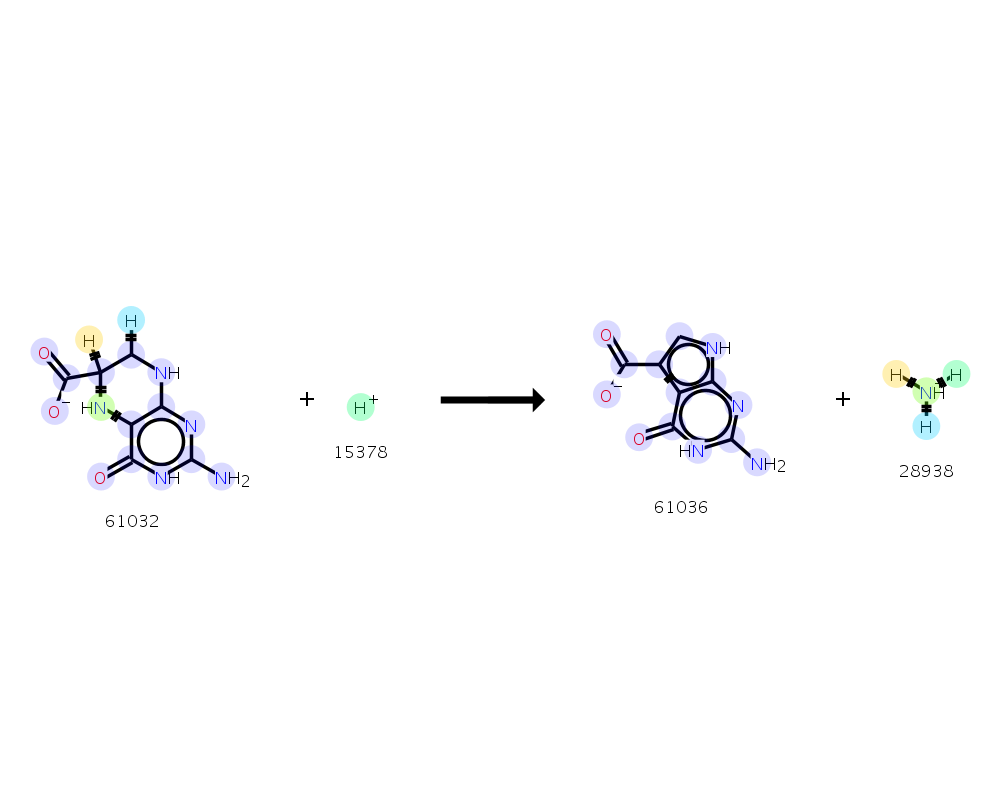 H
H
O
NH
HN
O⁻
N
O
NH
NH₂
61032
+
H⁺
15378
O
NH
O⁻
N
O
HN
NH₂
61036
+
H
H
NH
H
28938